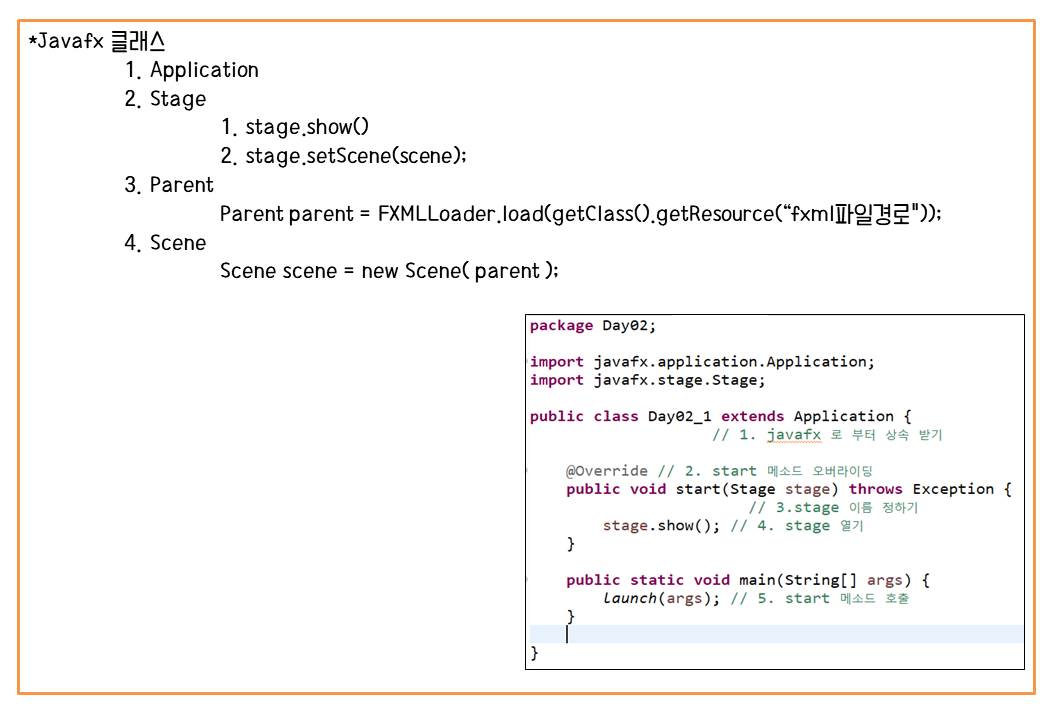 *Javafx 클래스
1. Application
2. Stage
1. stage.show()
2. stage.setScene(scene);
3. Parent
Parent parent = FXMLLoader.load(getClass().getResource(“fxml파일경로"));
4. Scene
Scene scene = new Scene( parent );
package Day02;
import javafx.application.Application;
import javafx.stage.Stage;
public class Day02_1 extends Application {
// 1. javafx 로 부터 상속 받기
@Override // 2. start 메소드 오버라이딩
public void start(Stage stage) throws Exception {
// 3.stage 이름 정하기
stage.show(); // 4. stage 열기
}
public static void main(String[] args) {
launch(args); // 5. start 메소드 호출
}
}